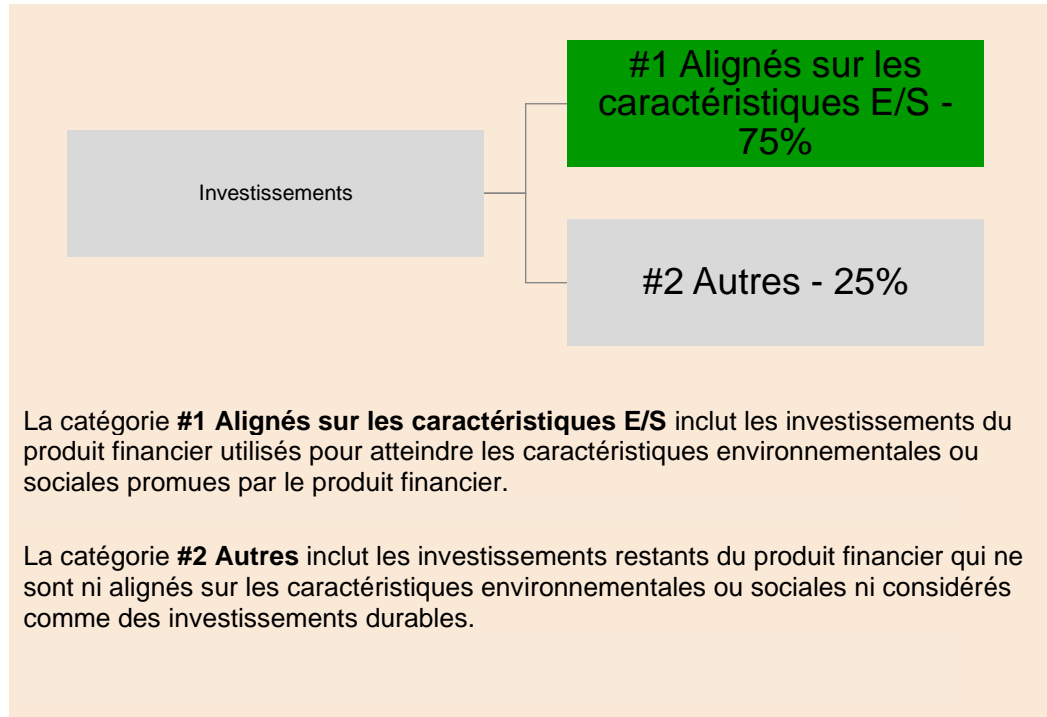 #1 Alignés sur les
caractéristiques E/S -
75%
Investissements
#2 Autres - 25%
La catégorie #1 Alignés sur les caractéristiques E/S inclut les investissements du
produit financier utilisés pour atteindre les caractéristiques environnementales ou
sociales promues par le produit financier.
La catégorie #2 Autres inclut les investissements restants du produit financier qui ne
sont ni alignés sur les caractéristiques environnementales ou sociales ni considérés
comme des investissements durables.